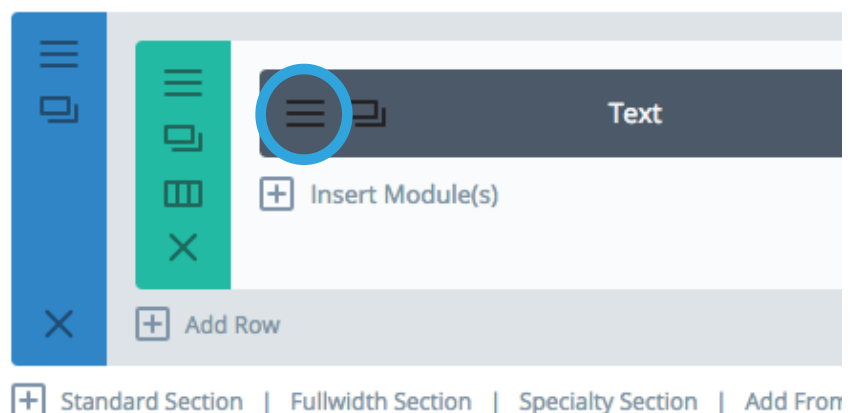 Text
Insert Module(s)
Add Row
Standard Section | Fullwidth Section | Specialty Section | Add From